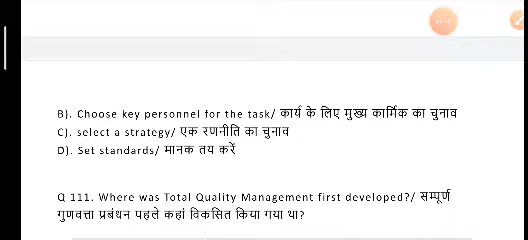 B). Choose key personnel for the task/ कार्य के लिए मुख्य कार्मिक का चुनाव
C). select a strategy/ एक रणनीति का चुनाव
D). Set standards/ मानक तय करें
Q 111. Where was Total Quality Management first developed?/ सम्पूर्ण
गुणवत्ता प्रबंधन पहले कहां विकसित किया गया था?